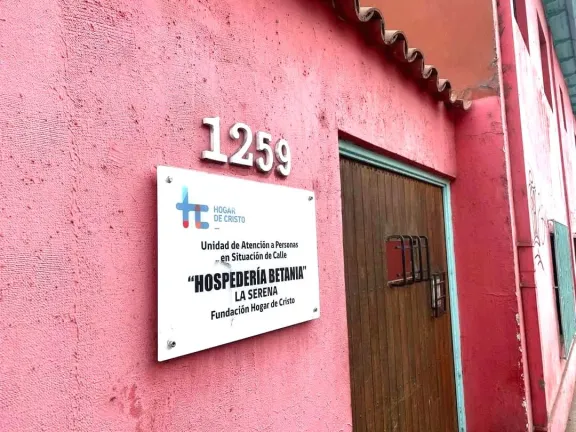 1259
HOGAR
DE CRISTO
Unidad de Atención a Personas
en Situación de Calle
"HOSPEDERÍA BETANIA"
LA SERENA
Fundación Hogar de Cristo